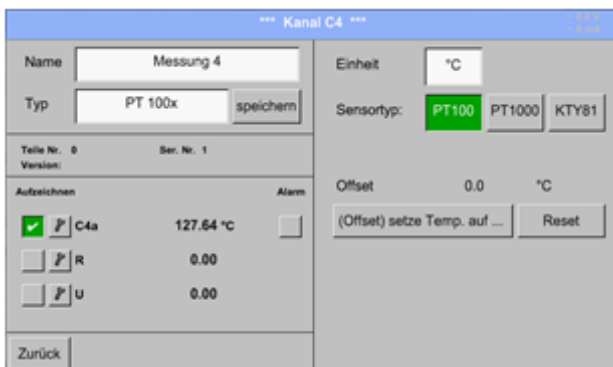 *** Kanal C4 ***
Name Messung 4
Typ PT 100x speichern
Teile Nr. 0 Ser. Nr. 1
Version:
Aufzeichnen Alarm
C4a 127.64 °C
R 0.00
U 0.00
Zurück
Einheit °C
Sensortyp: PT100 PT1000 KTY81
Offset 0.0 °C
(Offset) setze Temp. auf ... Reset